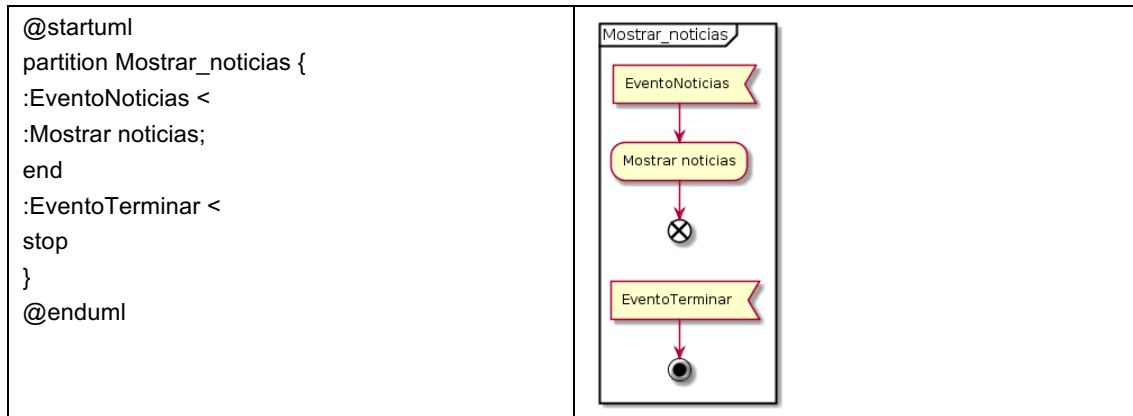 @startuml
partition Mostrar_noticias {
:EventoNoticias <
:Mostrar noticias;
end
:EventoTerminar <
stop
}
@enduml
Mostrar_noticias
EventoNoticias
Mostrar noticias
EventoTerminar